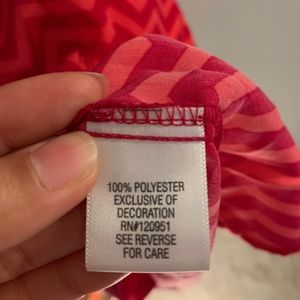 100% POLYESTER
EXCLUSIVE OF
DECORATION
RN#120951
SEE REVERSE
FOR CARE